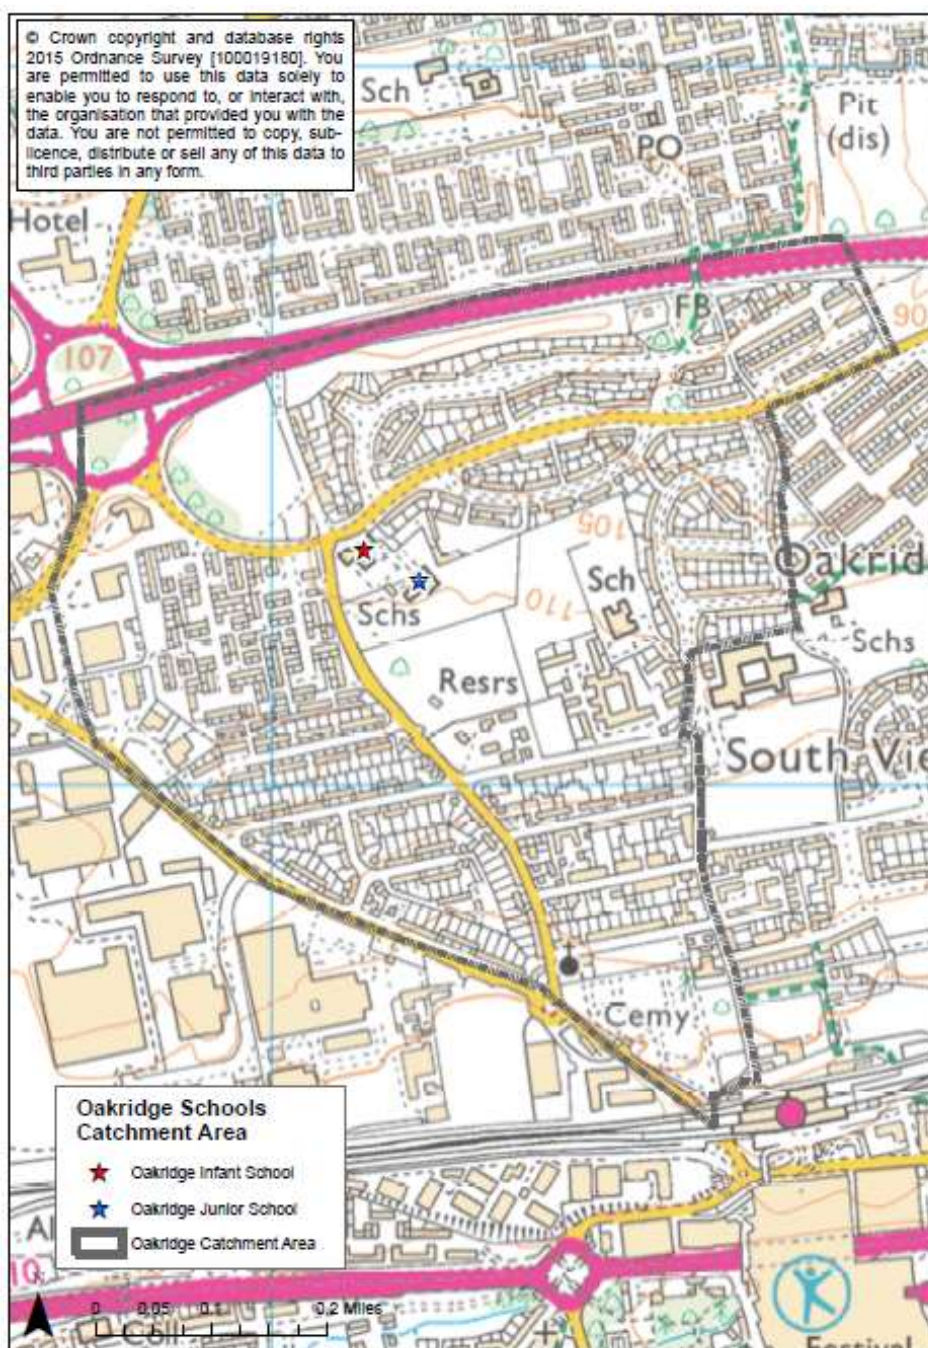 © Crown copyright and database rights
2015 Ordnance Survey [100019180]. You
are permitted to use this data solely to
enable you to respond to, or interact with,
the organisation that provided you with the
data. You are not permitted to copy, sub-
licence, distribute or sell any of this data to
third parties in any form.
Sch
Pit
(dis)
PO
Hotel
FB
90
107
105
Oakrid
Sch
110
Schs
Schs
Resrs
South Vie
Cemy
Oakridge Schools
Catchment Area
Oakridge Infant School
Oakridge Junior School
Oakridge Catchment Area
Al
10
N
0 0.05 0.1 0.2 Miles
Coll
Festival